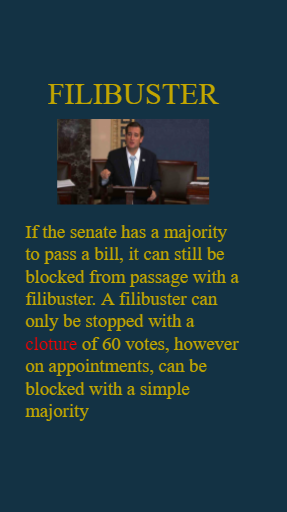 FILIBUSTER
If the senate has a majority
to pass a bill, it can still be
blocked from passage with a
filibuster. A filibuster can
only be stopped with a
cloture of 60 votes, however
on appointments, can be
blocked with a simple
majority